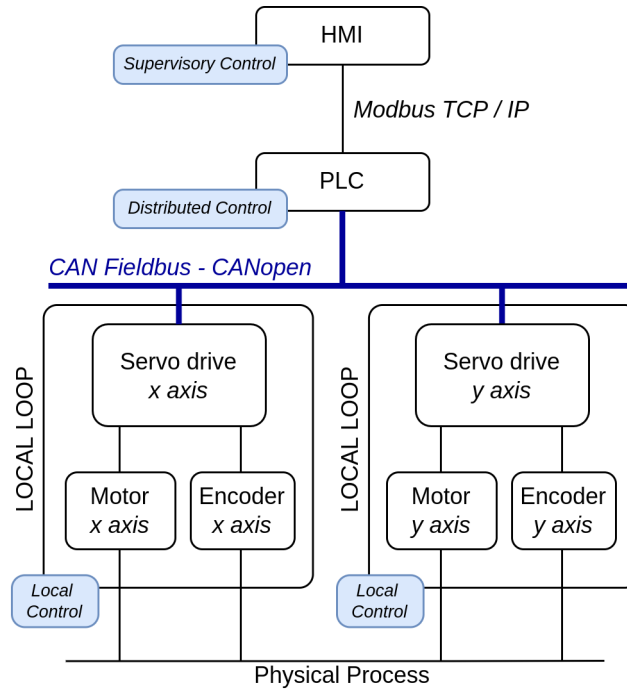 HMI
Supervisory Control
Modbus TCP / IP
PLC
Distributed Control
CAN Fieldbus - CANopen
LOCAL LOOP
Servo drive
x axis
Motor
x axis
Encoder
x axis
Local
Control
LOCAL LOOP
Servo drive
y axis
Motor
y axis
Encoder
y axis
Local
Control
Physical Process